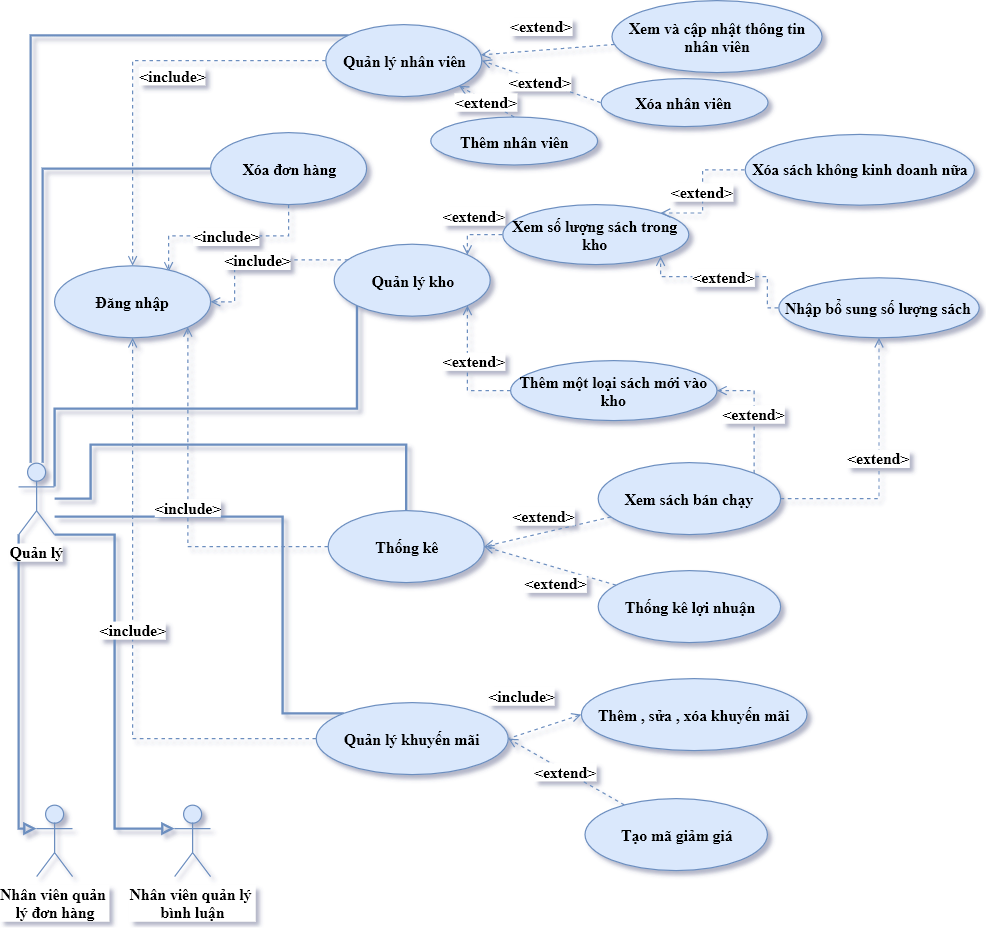 <extend>
Xem và cập nhật thông tin
nhân viên
Quản lý nhân viên
<include>
<extend>
Xóa nhân viên
<extend>
Thêm nhân viên
Xóa đơn hàng
Xóa sách không kinh doanh nữa
<extend>
<extend>
Xem số lượng sách trong
kho
<include>
<include>
Quản lý kho
<extend>
Đăng nhập
Nhập bổ sung số lượng sách
<extend>
Thêm một loại sách mới vào
kho
<extend>
<extend>
Xem sách bán chạy
<include>
<extend>
Quản lý
Thống kê
<extend>
Thống kê lợi nhuận
<include>
<include>
Thêm , sửa , xóa khuyến mãi
Quản lý khuyến mãi
<extend>
Tạo mã giảm giá
Nhân viên quản
lý đơn hàng
Nhân viên quản lý
bình luận